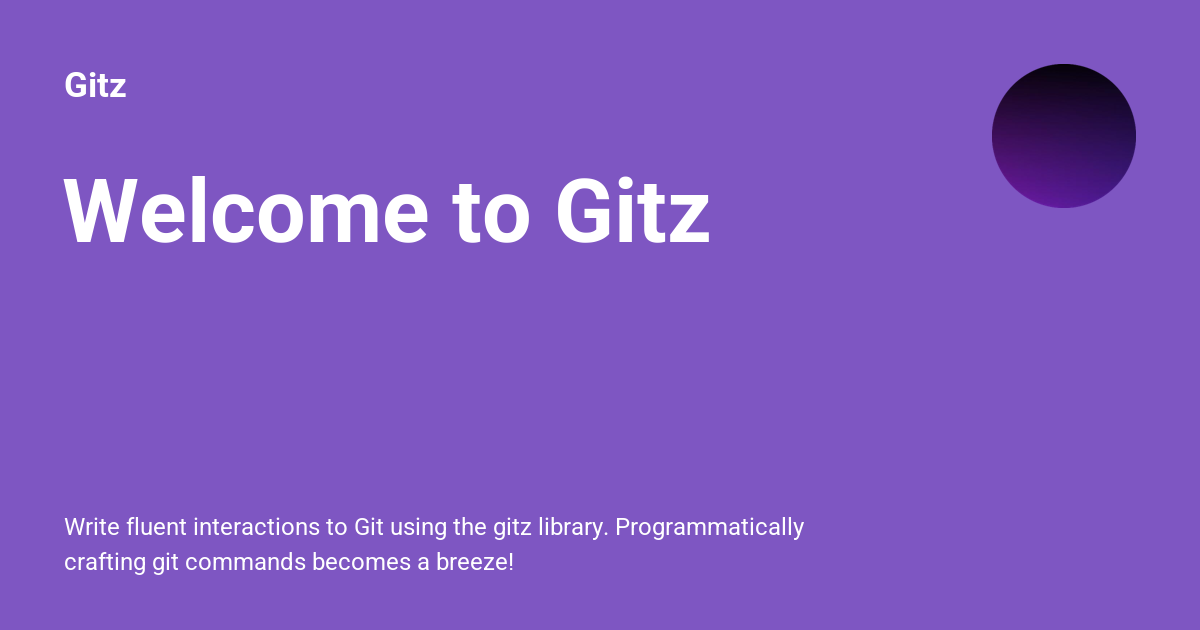 Gitz
Welcome to Gitz
Write fluent interactions to Git using the gitz library. Programmatically
crafting git commands becomes a breeze!